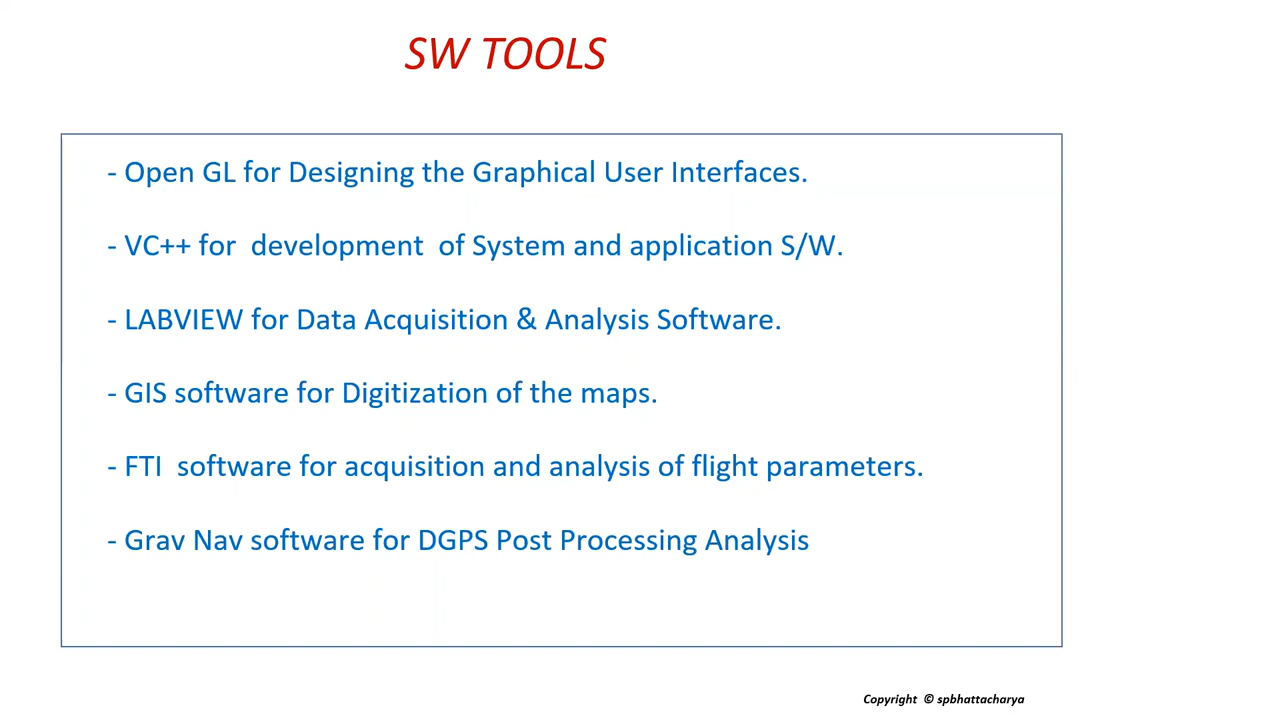 SW TOOLS
- Open GL for Designing the Graphical User Interfaces.
- VC++ for  development  of System and application S/W.
- LABVIEW for Data Acquisition & Analysis Software.
- GIS software for Digitization of the maps.
- FTI  software for acquisition and analysis of flight parameters.
- Grav Nav software for DGPS Post Processing Analysis
Copyright  © spbhattacharya